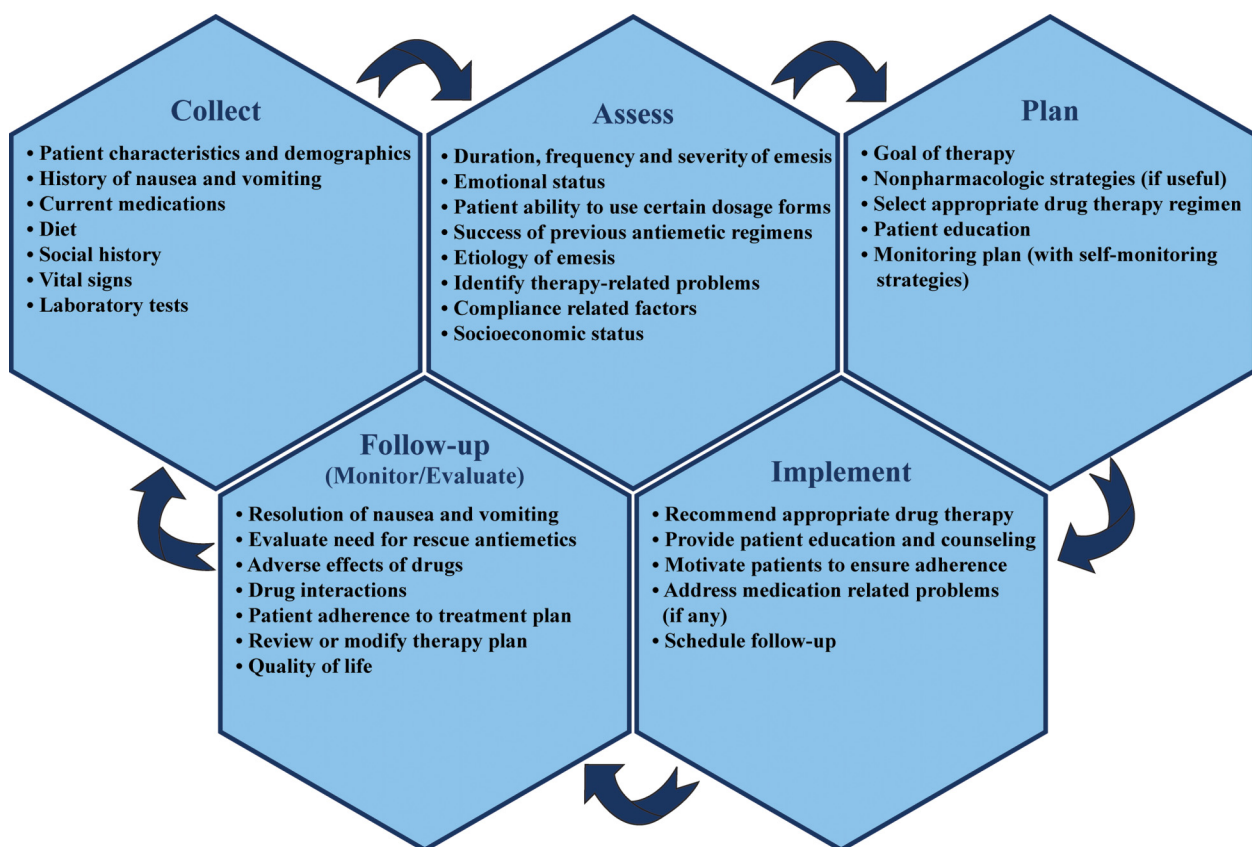 Collect
• Patient characteristics and demographics
• History of nausea and vomiting
• Current medications
• Diet
• Social history
• Vital signs
• Laboratory tests
Assess
• Duration, frequency and severity of emesis
• Emotional status
• Patient ability to use certain dosage forms
• Success of previous antiemetic regimens
• Etiology of emesis
• Identify therapy-related problems
• Compliance related factors
• Socioeconomic status
Plan
• Goal of therapy
• Nonpharmacologic strategies (if useful)
• Select appropriate drug therapy regimen
• Patient education
• Monitoring plan (with self-monitoring
strategies)
Implement
• Recommend appropriate drug therapy
• Provide patient education and counseling
• Motivate patients to ensure adherence
• Address medication related problems
(if any)
• Schedule follow-up
Follow-up
(Monitor/Evaluate)
• Resolution of nausea and vomiting
• Evaluate need for rescue antiemetics
• Adverse effects of drugs
• Drug interactions
• Patient adherence to treatment plan
• Review or modify therapy plan
• Quality of life